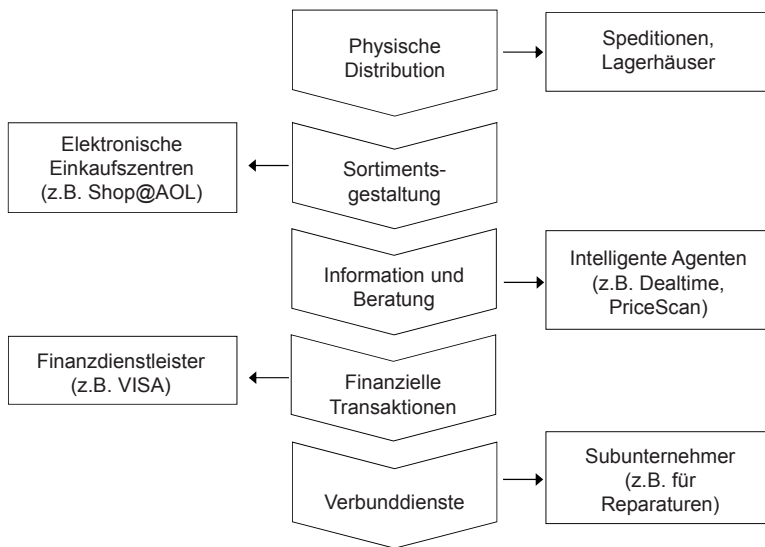 Physische
Distribution
Speditionen,
Lagerhäuser
Elektronische
Einkaufszentren
(z.B. Shop@AOL)
Sortiments-
gestaltung
Information und
Beratung
Intelligente Agenten
(z.B. Dealtime,
PriceScan)
Finanzdienstleister
(z.B. VISA)
Finanzielle
Transaktionen
Verbunddienste
Subunternehmer
(z.B. für
Reparaturen)